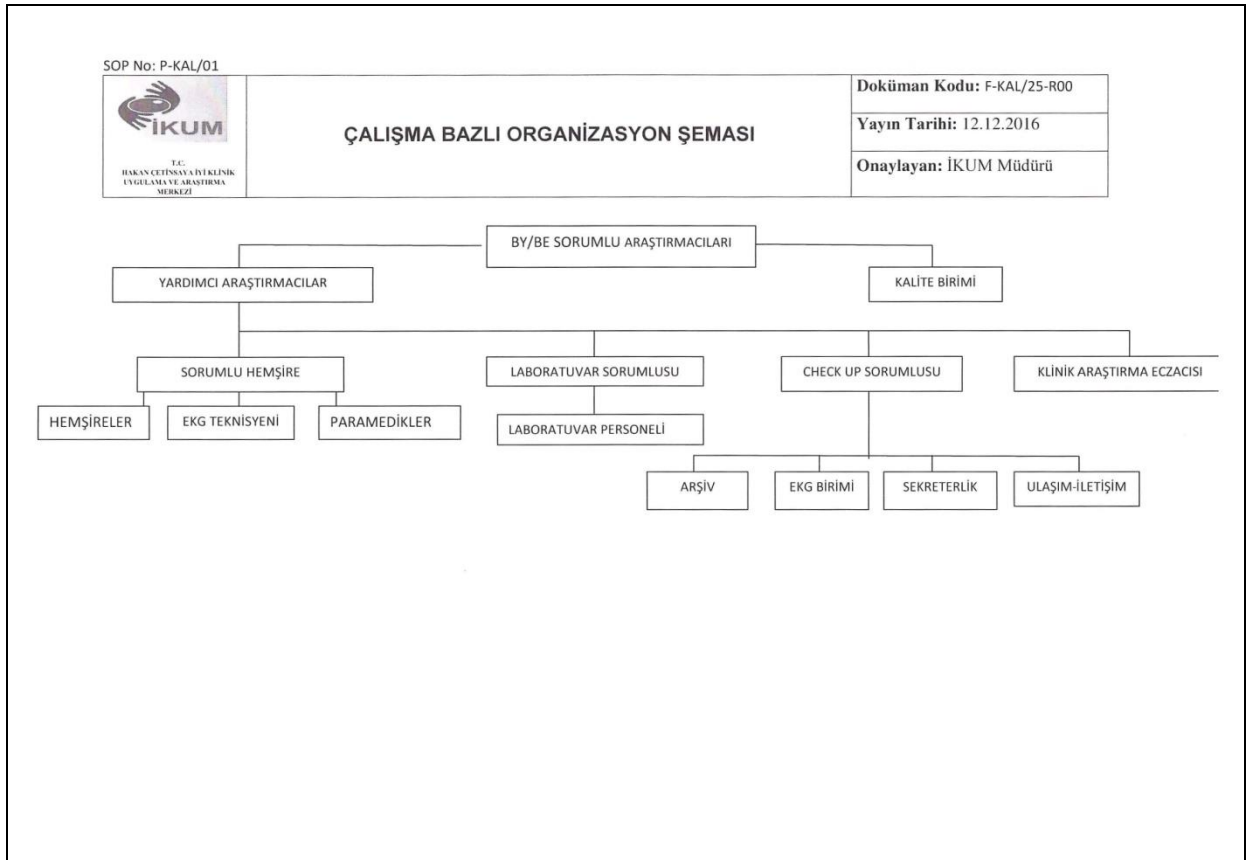 SOP No: P-KAL/01
İKUM
T.C.
HAKAN ÇETİNSAYA İYİ KLİNİK
UYGULAMA VE ARAŞTIRMA
MERKEZİ
ÇALIŞMA BAZLI ORGANİZASYON ŞEMASI
Doküman Kodu: F-KAL/25-R00
Yayın Tarihi: 12.12.2016
Onaylayan: İKUM Müdürü
BY/BE SORUMLU ARAŞTIRMACILARI
YARDIMCI ARAŞTIRMACILAR
KALİTE BİRİMİ
SORUMLU HEMŞİRE
LABORATUVAR SORUMLUSU
CHECK UP SORUMLUSU
KLİNİK ARAŞTIRMA ECZACISI
HEMŞİRELER
EKG TEKNİSYENİ
PARAMEDİKLER
LABORATUVAR PERSONELİ
ARŞİV
EKG BİRİMİ
SEKRETERLİK
ULAŞIM-İLETİŞİM